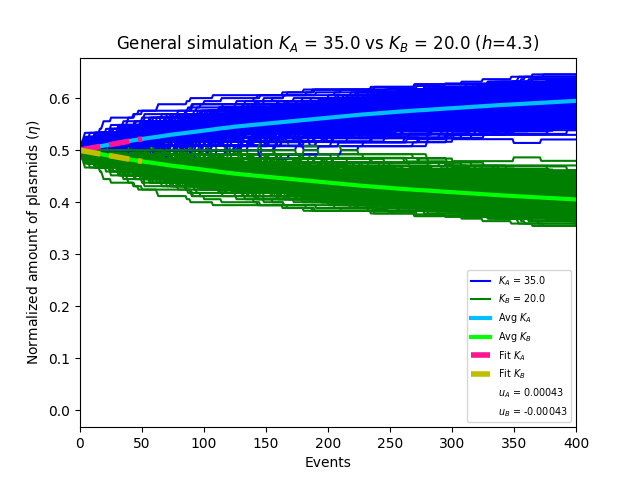 General simulation K_A = 35.0 vs K_B = 20.0 (h=4.3)
Normalized amount of plasmids (η)
0.6
0.5
0.4
0.3
0.2
0.1
0.0
K_A = 35.0
K_B = 20.0
Avg K_A
Avg K_B
Fit K_A
Fit K_B
u_A = 0.00043
u_B = -0.00043
0 50 100 150 200 250 300 350 400
Events